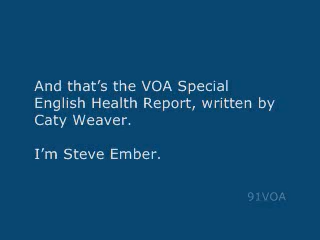 And that’s the VOA Special
English Health Report, written by
Caty Weaver.
I’m Steve Ember.
91VOA